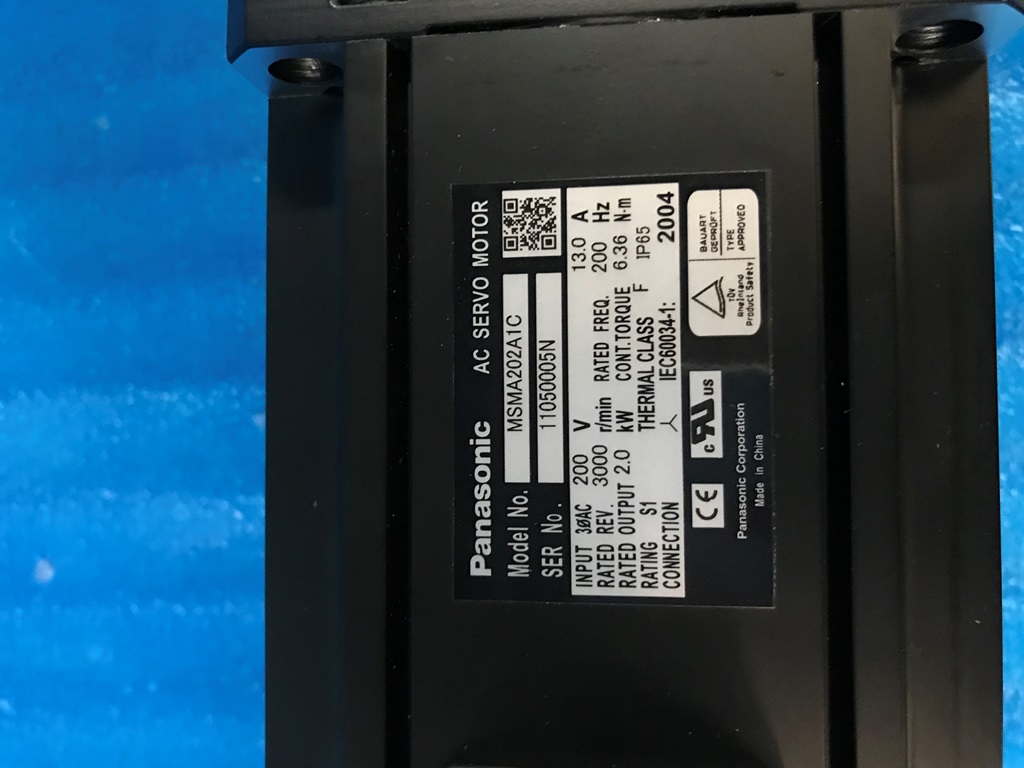 Panasonic AC SERVO MOTOR
Model No. MSMA202A1C
SER No. 11050005N
INPUT 3ØAC 200 V 13.0 A
RATED REV. 3000 r/min RATED FREQ. 200 Hz
RATED OUTPUT 2.0 kW CONT.TORQUE 6.36 N·m
RATING S1 THERMAL CLASS F IP65
CONNECTION IEC60034-1: 2004
CE
c RU US
TÜV
Rheinland
Product Safety
BAUART
GEPRÜFT
TYPE
APPROVED
Panasonic Corporation
Made in China